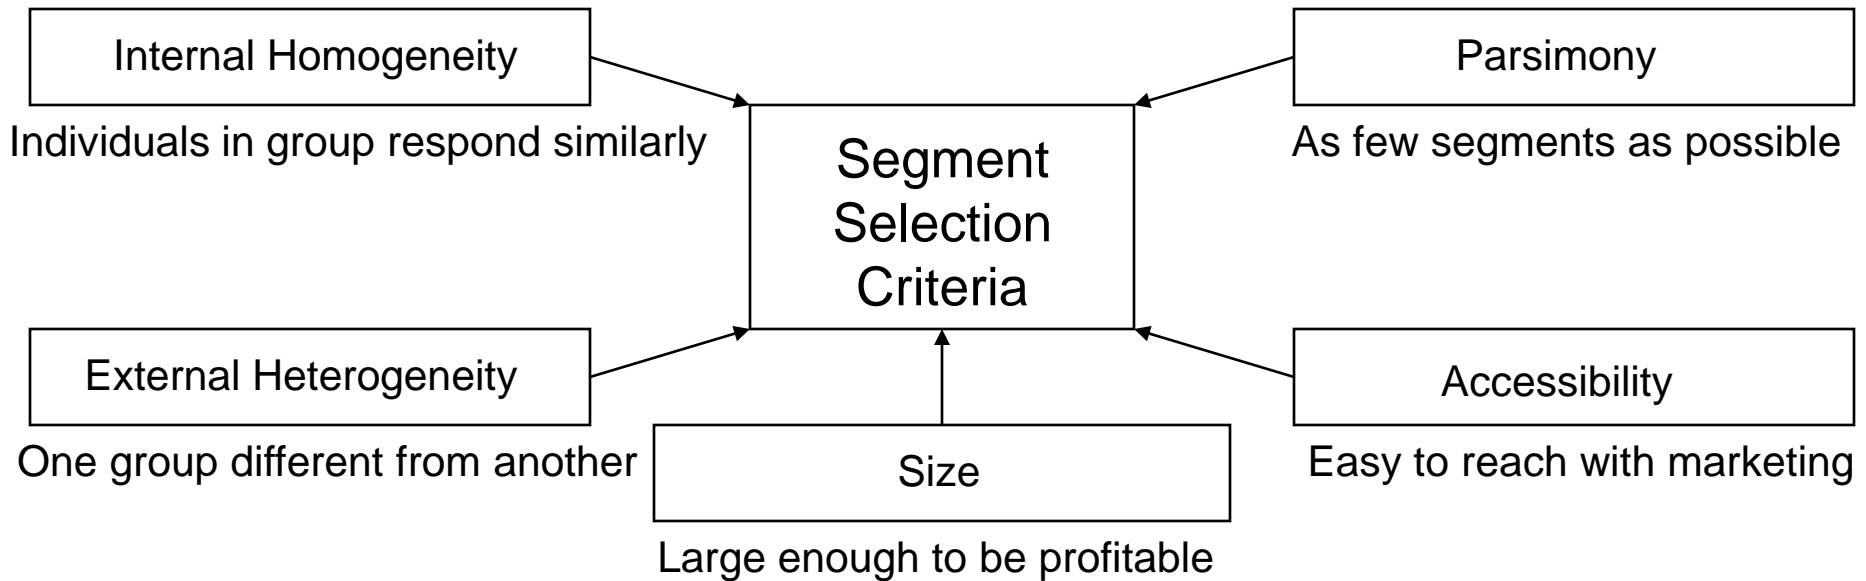 Internal Homogeneity
Individuals in group respond similarly
Parsimony
As few segments as possible
Segment
Selection
Criteria
External Heterogeneity
One group different from another
Size
Large enough to be profitable
Accessibility
Easy to reach with marketing